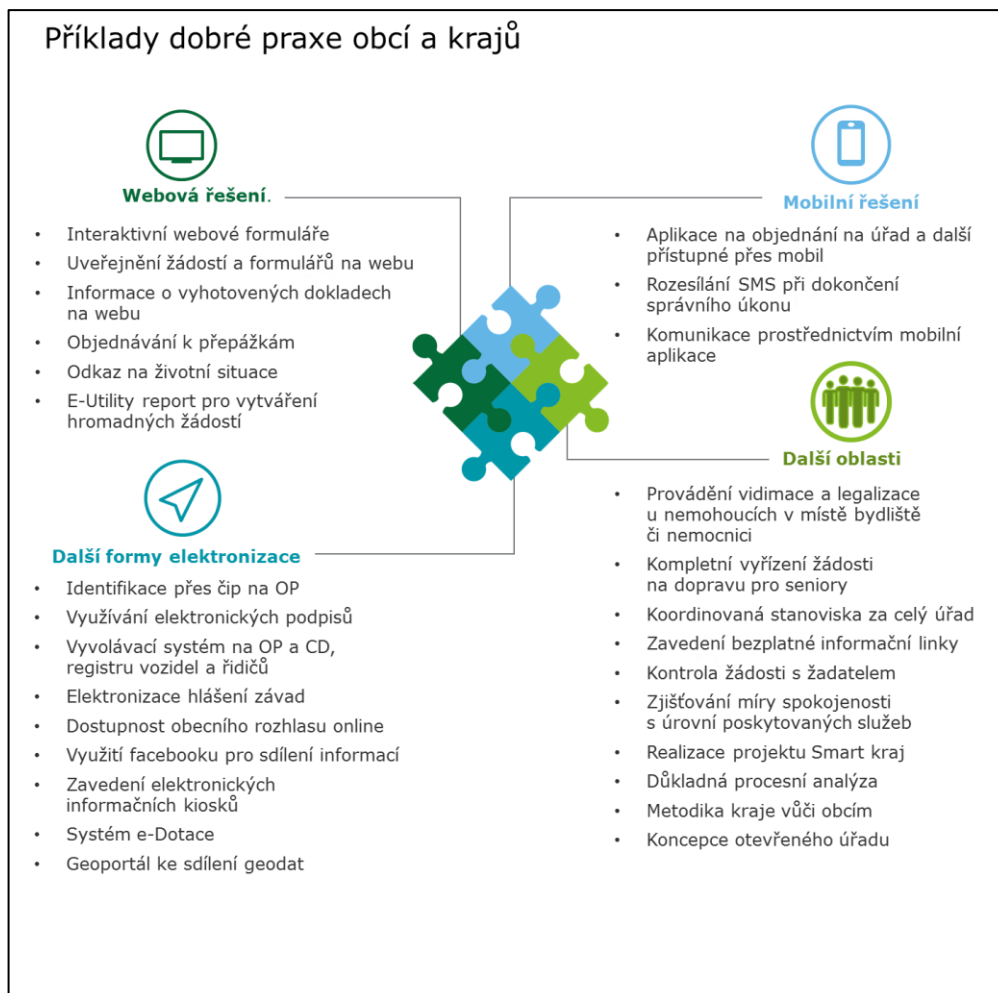 Příklady dobré praxe obcí a krajů
Webová řešení.
• Interaktivní webové formuláře
• Uveřejnění žádostí a formulářů na webu
• Informace o vyhotovených dokladech
na webu
• Objednávání k přepážkám
• Odkaz na životní situace
• E-Utility report pro vytváření
hromadných žádostí
Mobilní řešení
• Aplikace na objednání na úřad a další
přístupné přes mobil
• Rozesílání SMS při dokončení
správního úkonu
• Komunikace prostřednictvím mobilní
aplikace
Další formy elektronizace
• Identifikace přes čip na OP
• Využívání elektronických podpisů
• Vyvolávací systém na OP a CD,
registru vozidel a řidičů
• Elektronizace hlášení závad
• Dostupnost obecního rozhlasu online
• Využití facebooku pro sdílení informací
• Zavedení elektronických
informačních kiosků
• Systém e-Dotace
• Geoportál ke sdílení geodat
Další oblasti
• Provádění vidimace a legalizace
u nemohoucích v místě bydliště
či nemocnici
• Kompletní vyřízení žádosti
na dopravu pro seniory
• Koordinovaná stanoviska za celý úřad
• Zavedení bezplatné informační linky
• Kontrola žádosti s žadatelem
• Zjišťování míry spokojenosti
s úrovní poskytovaných služeb
• Realizace projektu Smart kraj
• Důkladná procesní analýza
• Metodika kraje vůči obcím
• Koncepce otevřeného úřadu